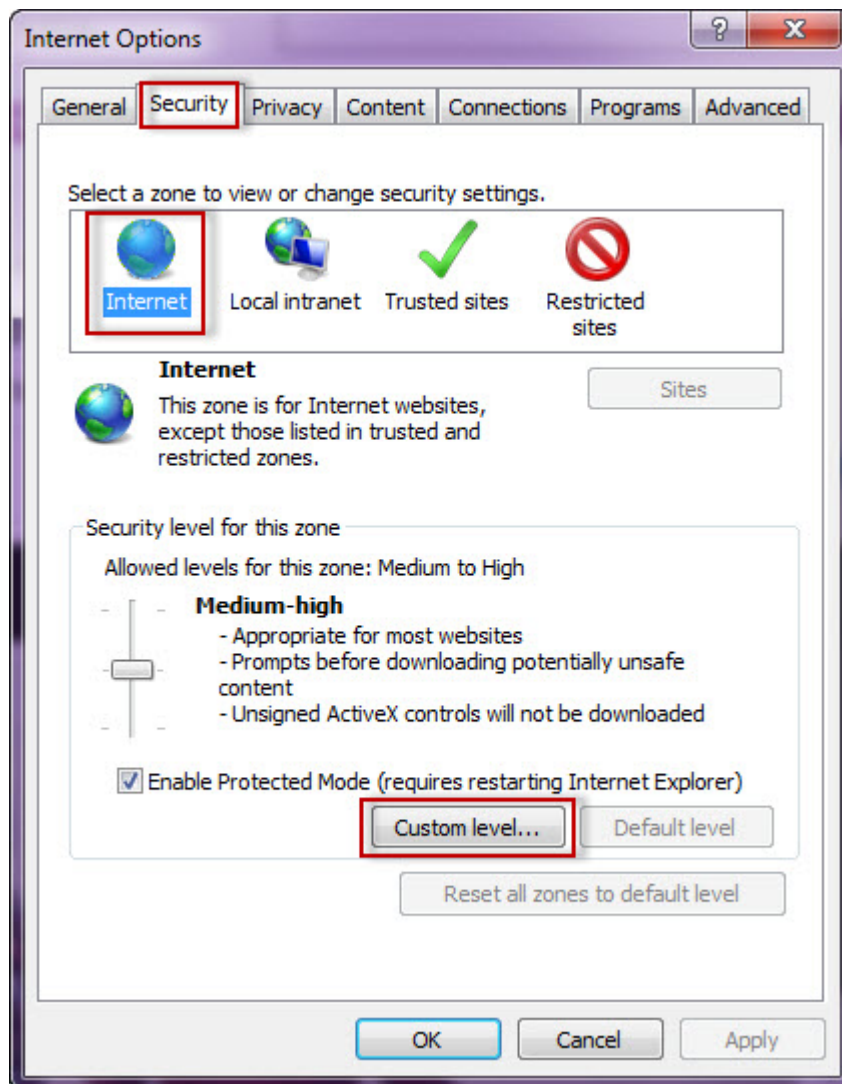 Internet Options
General Security Privacy Content Connections Programs Advanced
Select a zone to view or change security settings.
Internet Local intranet Trusted sites Restricted
sites
Internet
Sites
This zone is for Internet websites,
except those listed in trusted and
restricted zones.
Security level for this zone
Allowed levels for this zone: Medium to High
Medium-high
- Appropriate for most websites
- Prompts before downloading potentially unsafe
content
- Unsigned ActiveX controls will not be downloaded
Enable Protected Mode (requires restarting Internet Explorer)
Custom level... Default level
Reset all zones to default level
OK Cancel Apply